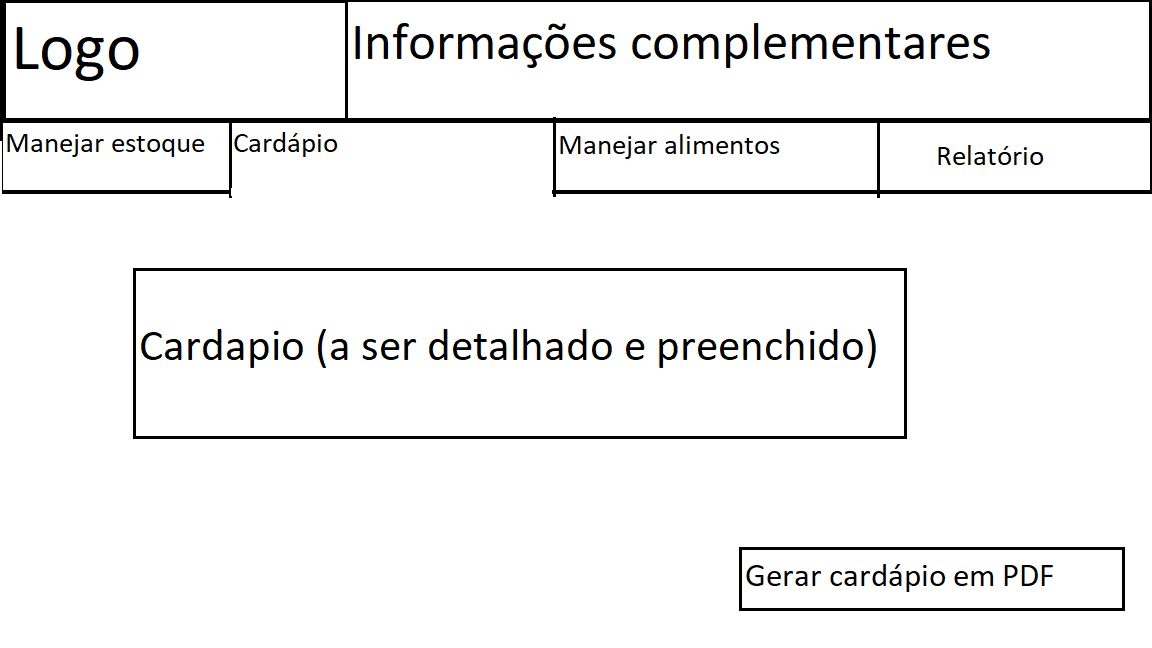 Logo
Informações complementares
Manejar estoque
Cardápio
Manejar alimentos
Relatório
Cardapio (a ser detalhado e preenchido)
Gerar cardápio em PDF